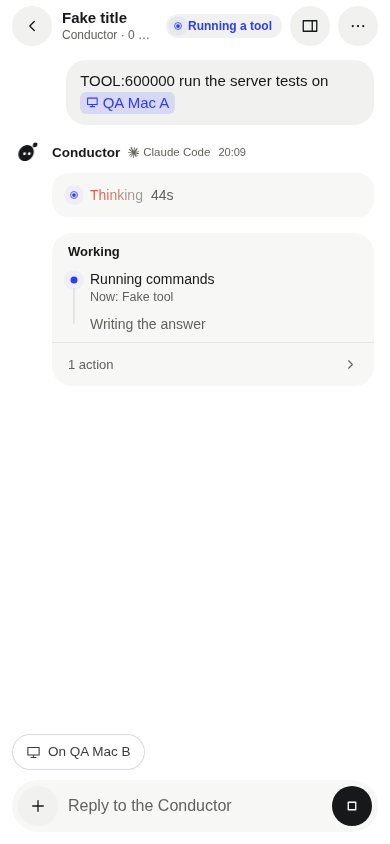 Fake title
Conductor · 0 ...
Running a tool
TOOL:600000 run the server tests on
QA Mac A
Conductor Claude Code 20:09
Thinking 44s
Working
Running commands
Now: Fake tool
Writing the answer
1 action
On QA Mac B
Reply to the Conductor